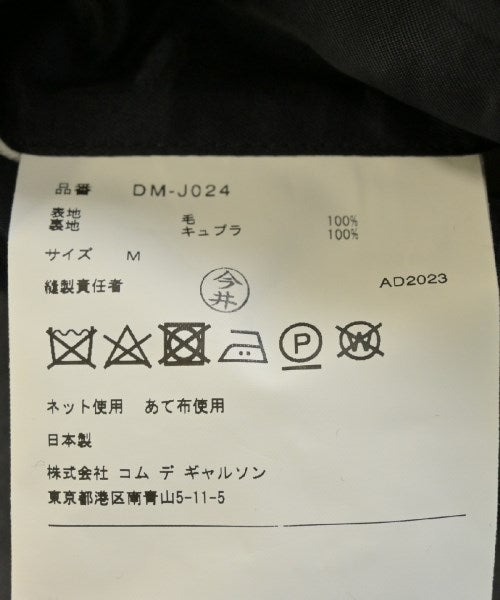 品番 DM-J024
表地 毛 100%
裏地 キュプラ 100%
サイズ M
縫製責任者 今井 AD2023
P W
ネット使用 あて布使用
日本製
株式会社 コム デ ギャルソン
東京都港区南青山5-11-5